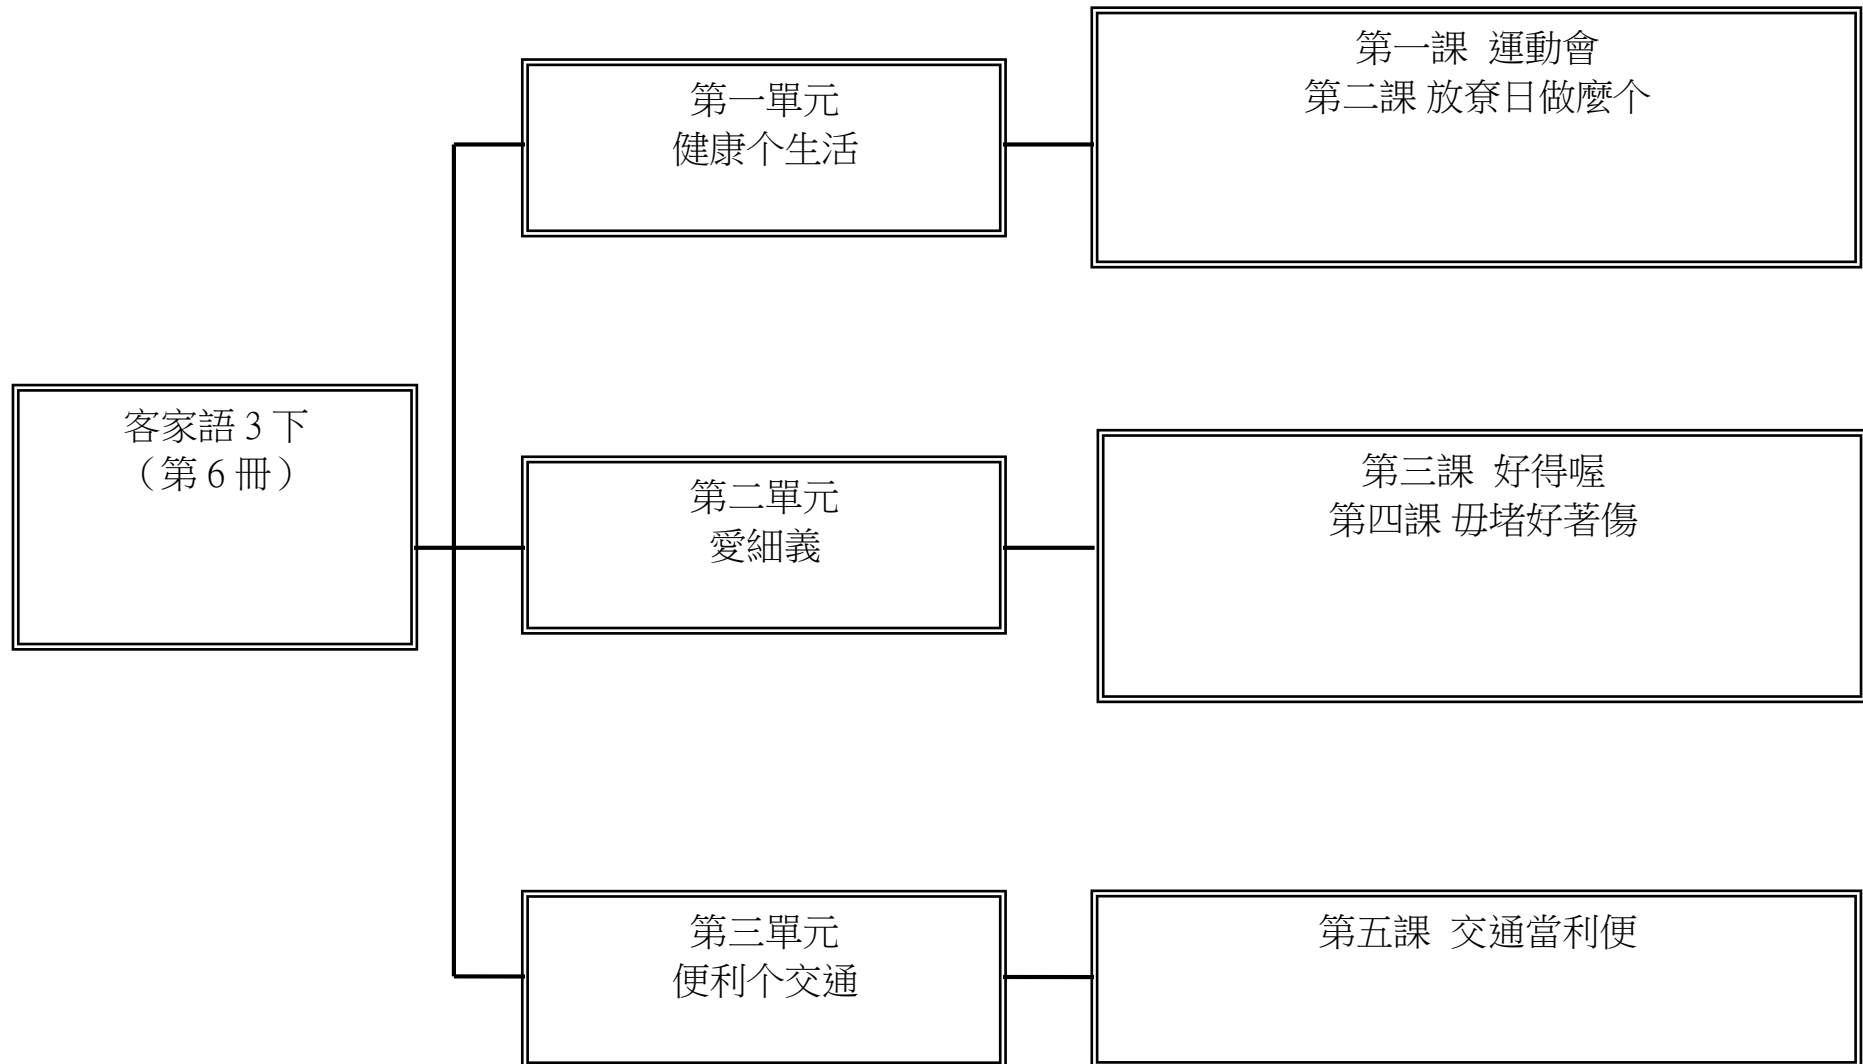 客家語 3 下
（第 6 冊）
第一單元
健康个生活
第一課 運動會
第二課 放尞日做麼个
第二單元
愛細義
第三課 好得喔
第四課 毋堵好著傷
第三單元
便利个交通
第五課 交通當利便